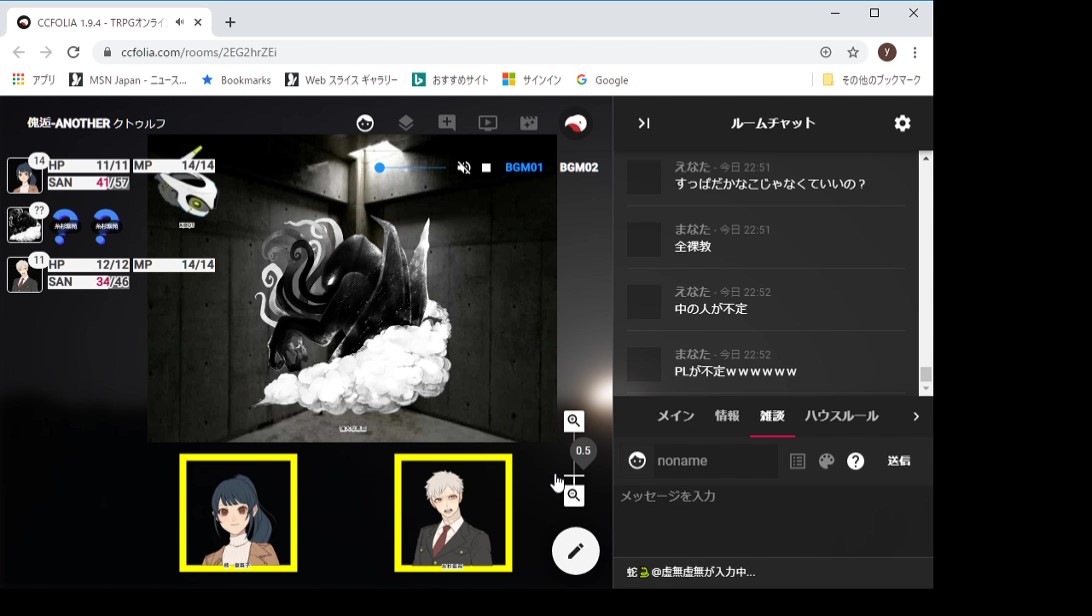 CCFOLIA 1.9.4 - TRPGオンライ
ccfolia.com/rooms/2EG2hrZEi
y
アプリ
MSN Japan - ニュース...
Bookmarks
Web スライス ギャラリー
おすすめサイト
サインイン
Google
その他のブックマーク
傀逅-ANOTHER クトゥルフ
BGM01
BGM02
14
HP 11/11 MP 14/14
SAN 41/57
??
11
HP 12/12 MP 14/14
SAN 34/46
0.5
ルームチャット
えなた - 今日 22:51
すっぱだかなこじゃなくていいの？
まなた - 今日 22:51
全裸教
えなた - 今日 22:52
中の人が不定
まなた - 今日 22:52
PLが不定ｗｗｗｗｗｗ
メイン 情報 雑談 ハウスルール
noname
送信
メッセージを入力
蛇🐍@虚無虚無が入力中...